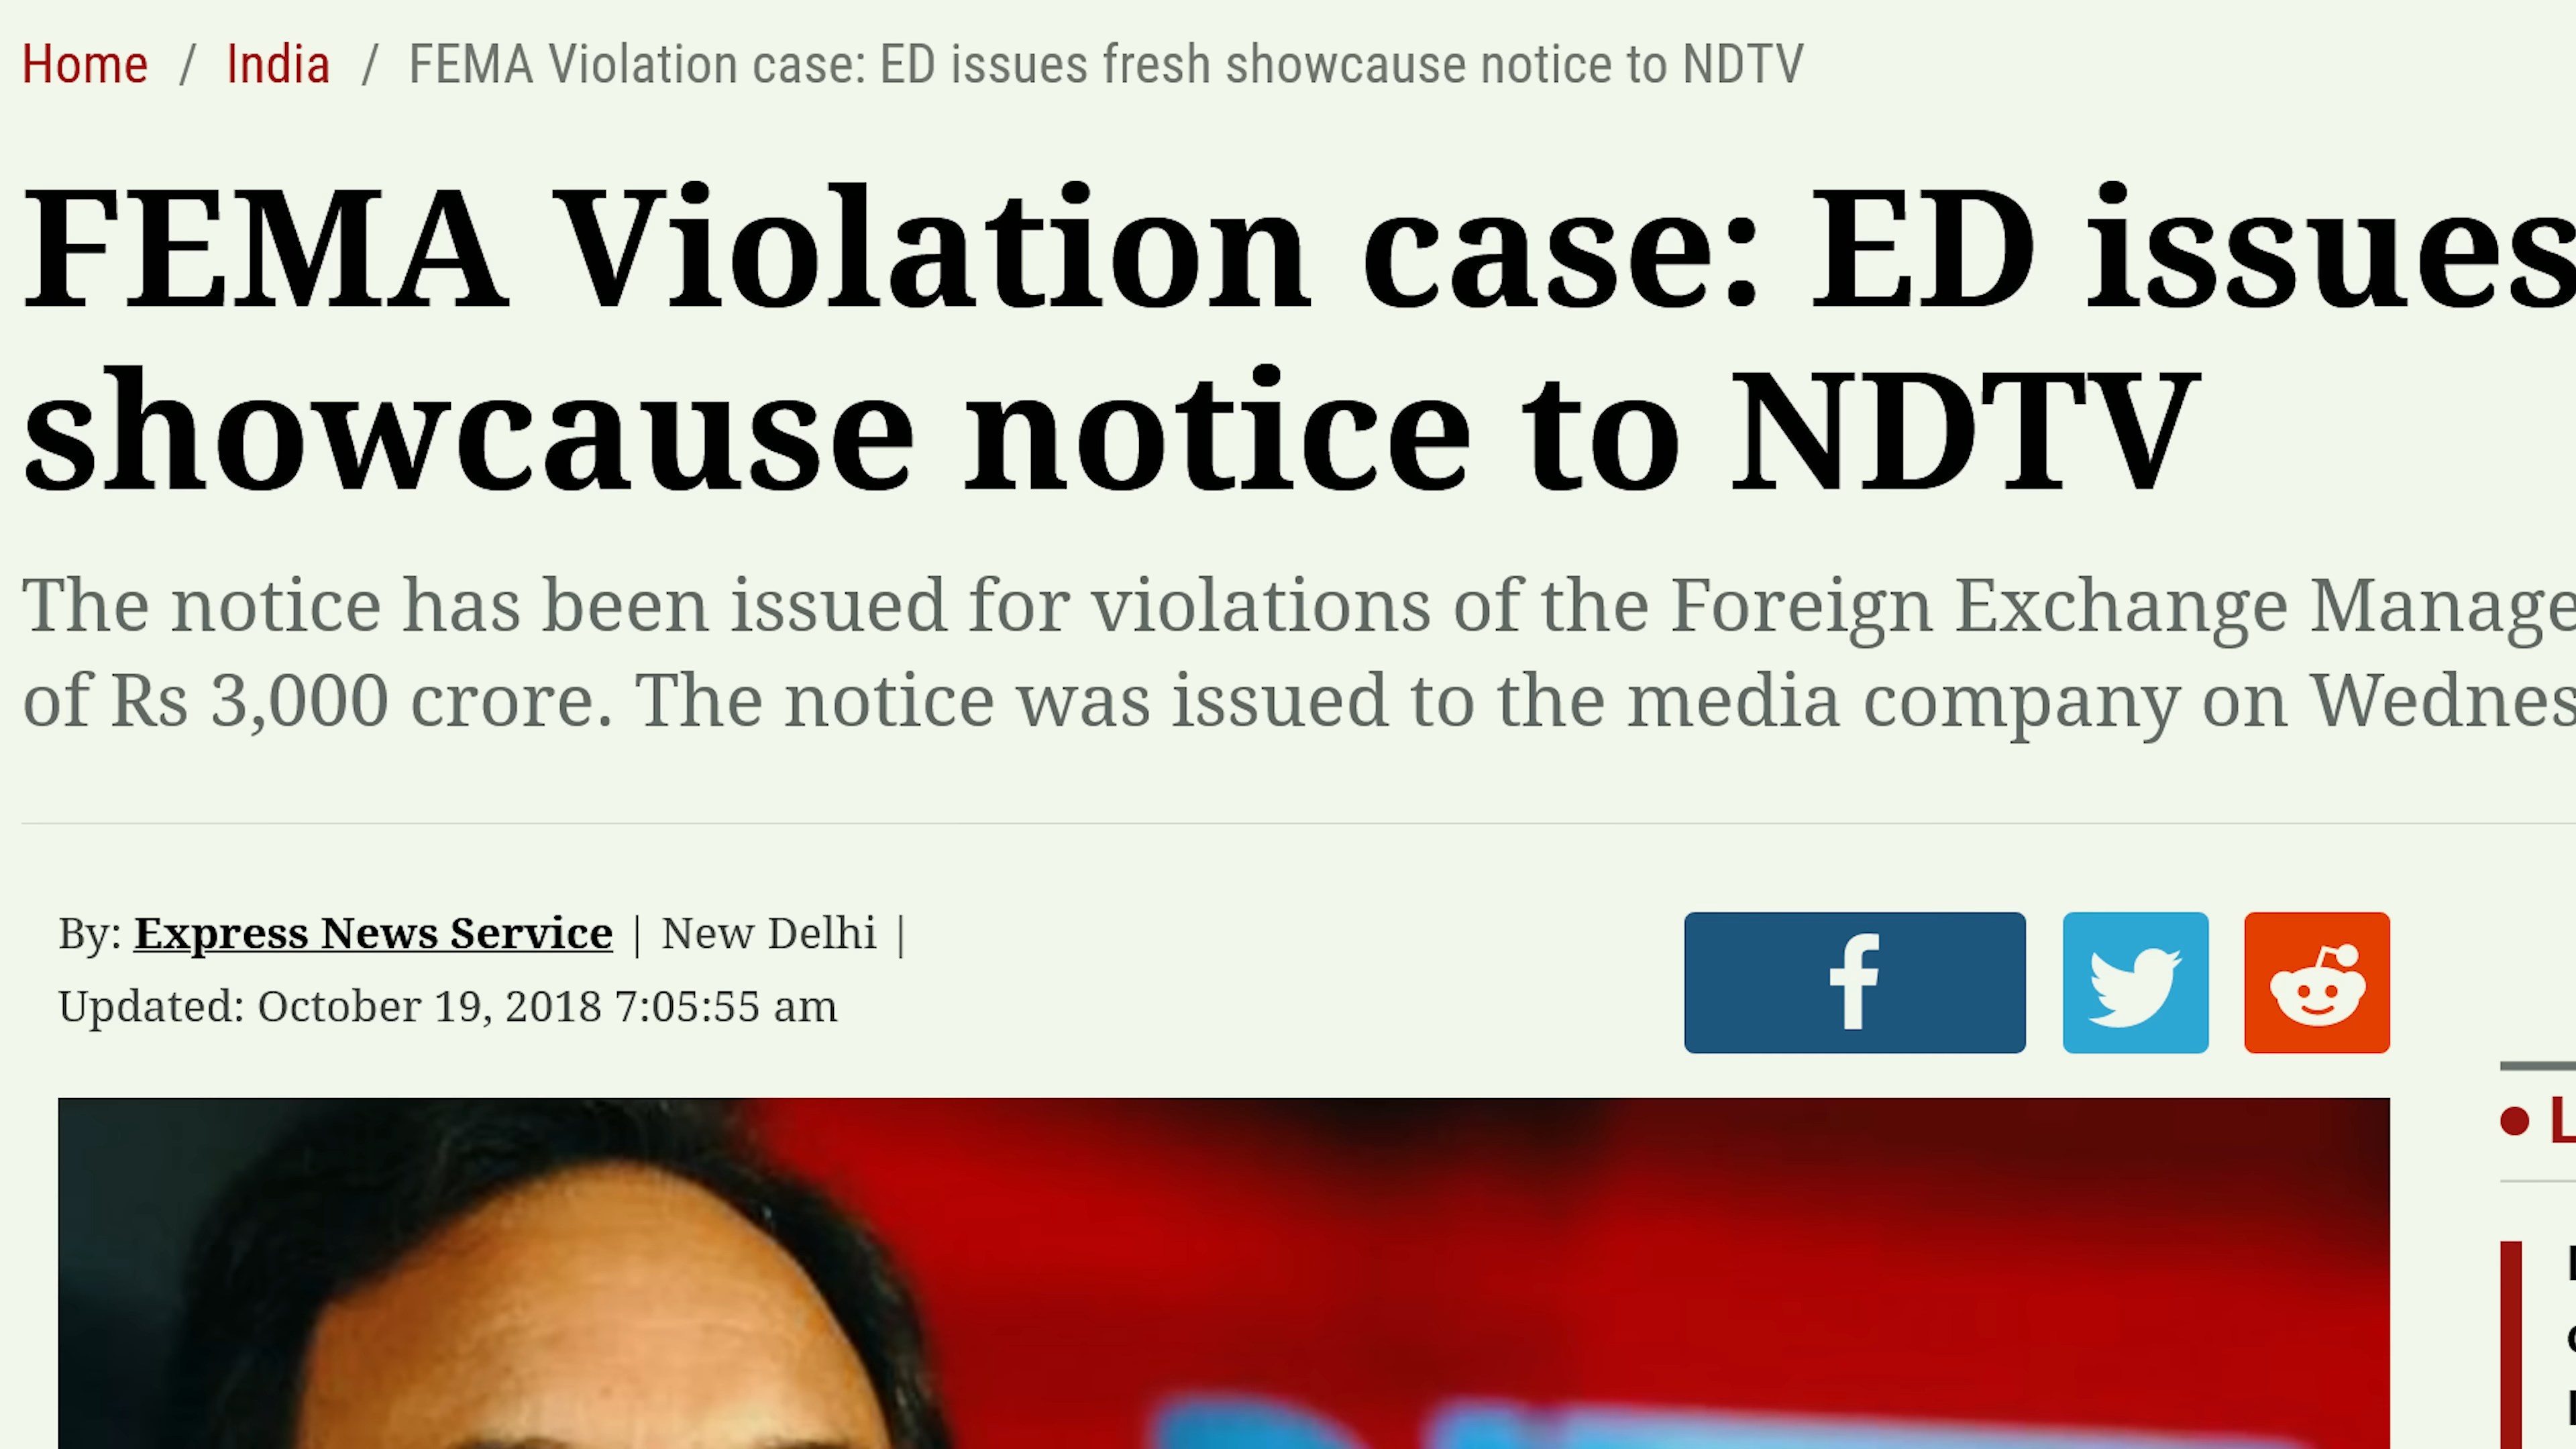 Home / India / FEMA Violation case: ED issues fresh showcause notice to NDTV
FEMA Violation case: ED issues
showcause notice to NDTV
The notice has been issued for violations of the Foreign Exchange
of Rs 3,000 crore. The notice was issued to the media company on
By: Express News Service | New Delhi |
Updated: October 19, 2018 7:05:55 am